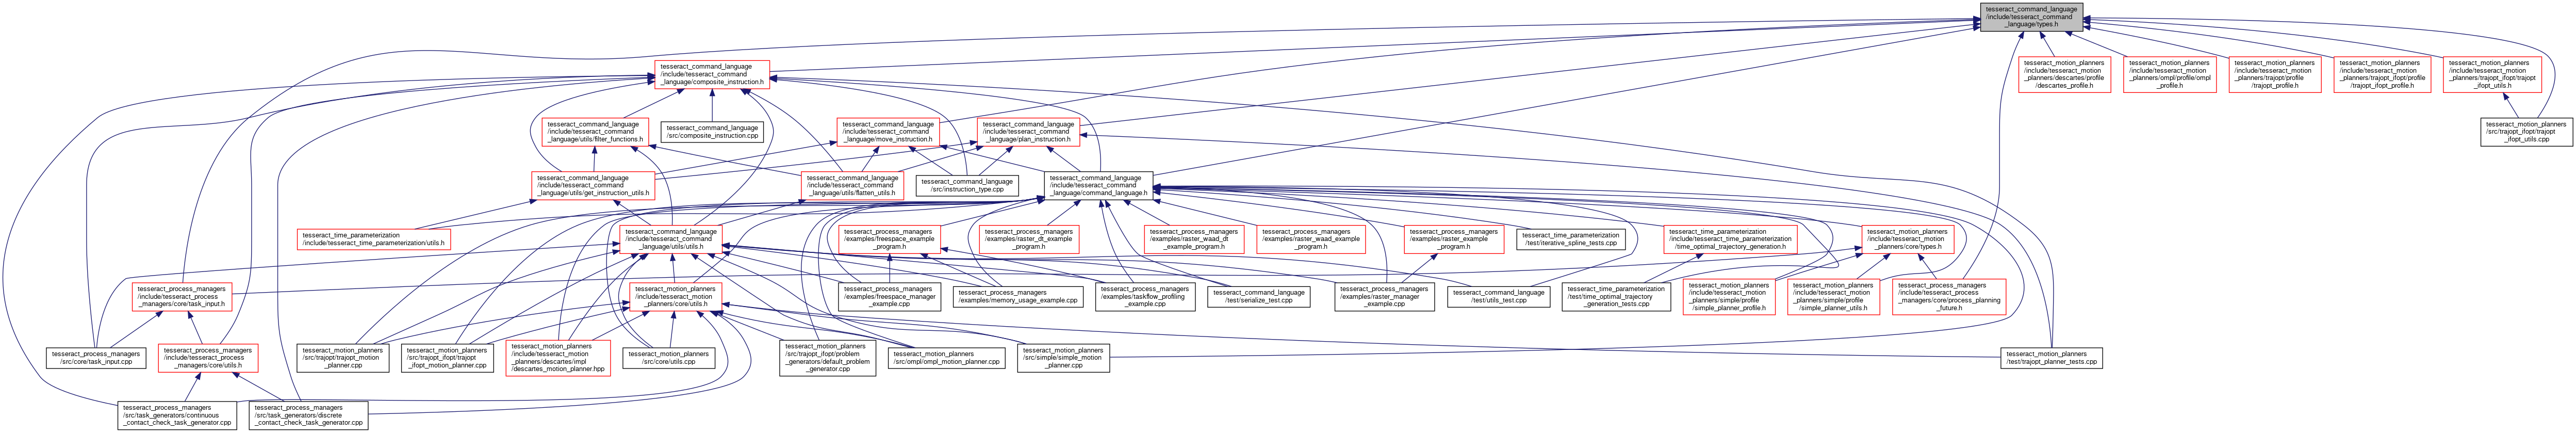 tesseract_command_language
/include/tesseract_command
_language/types.h
tesseract_command_language
/include/tesseract_command
_language/composite_instruction.h
tesseract_motion_planners
/include/tesseract_motion
_planners/descartes/profile
/descartes_profile.h
tesseract_motion_planners
/include/tesseract_motion
_planners/ompl/profile/ompl
_profile.h
tesseract_motion_planners
/include/tesseract_motion
_planners/trajopt/profile
/trajopt_profile.h
tesseract_motion_planners
/include/tesseract_motion
_planners/trajopt_ifopt/profile
/trajopt_ifopt_profile.h
tesseract_motion_planners
/include/tesseract_motion
_planners/trajopt_ifopt/trajopt
_ifopt_utils.h
tesseract_command_language
/include/tesseract_command
_language/utils/filter_functions.h
tesseract_command_language
/src/composite_instruction.cpp
tesseract_command_language
/include/tesseract_command
_language/move_instruction.h
tesseract_command_language
/include/tesseract_command
_language/plan_instruction.h
tesseract_motion_planners
/src/trajopt_ifopt/trajopt
_ifopt_utils.cpp
tesseract_command_language
/include/tesseract_command
_language/utils/get_instruction_utils.h
tesseract_command_language
/include/tesseract_command
_language/utils/flatten_utils.h
tesseract_command_language
/src/instruction_type.cpp
tesseract_command_language
/include/tesseract_command
_language/command_language.h
tesseract_time_parameterization
/include/tesseract_time_parameterization/utils.h
tesseract_command_language
/include/tesseract_command
_language/utils/utils.h
tesseract_process_managers
/examples/freespace_example
_program.h
tesseract_process_managers
/examples/raster_dt_example
_program.h
tesseract_process_managers
/examples/raster_waad_dt
_example_program.h
tesseract_process_managers
/examples/raster_waad_example
_program.h
tesseract_process_managers
/examples/raster_example
_program.h
tesseract_time_parameterization
/test/iterative_spline_tests.cpp
tesseract_time_parameterization
/include/tesseract_time_parameterization
/time_optimal_trajectory_generation.h
tesseract_motion_planners
/include/tesseract_motion
_planners/core/types.h
tesseract_process_managers
/include/tesseract_process
_managers/core/task_input.h
tesseract_motion_planners
/include/tesseract_motion
_planners/core/utils.h
tesseract_process_managers
/examples/freespace_manager
_example.cpp
tesseract_process_managers
/examples/memory_usage_example.cpp
tesseract_process_managers
/examples/taskflow_profiling
_example.cpp
tesseract_command_language
/test/serialize_test.cpp
tesseract_process_managers
/examples/raster_manager
_example.cpp
tesseract_command_language
/test/utils_test.cpp
tesseract_time_parameterization
/test/time_optimal_trajectory
_generation_tests.cpp
tesseract_motion_planners
/include/tesseract_motion
_planners/simple/profile
/simple_planner_profile.h
tesseract_motion_planners
/include/tesseract_motion
_planners/simple/profile
/simple_planner_utils.h
tesseract_process_managers
/include/tesseract_process
_managers/core/process_planning
_future.h
tesseract_process_managers
/src/core/task_input.cpp
tesseract_process_managers
/include/tesseract_process
_managers/core/utils.h
tesseract_motion_planners
/src/trajopt/trajopt_motion
_planner.cpp
tesseract_motion_planners
/src/trajopt_ifopt/trajopt
_ifopt_motion_planner.cpp
tesseract_motion_planners
/include/tesseract_motion
_planners/descartes/impl
/descartes_motion_planner.hpp
tesseract_motion_planners
/src/core/utils.cpp
tesseract_motion_planners
/src/trajopt_ifopt/problem
_generators/default_problem
_generator.cpp
tesseract_motion_planners
/src/ompl/ompl_motion_planner.cpp
tesseract_motion_planners
/src/simple/simple_motion
_planner.cpp
tesseract_motion_planners
/test/trajopt_planner_tests.cpp
tesseract_process_managers
/src/task_generators/continuous
_contact_check_task_generator.cpp
tesseract_process_managers
/src/task_generators/discrete
_contact_check_task_generator.cpp